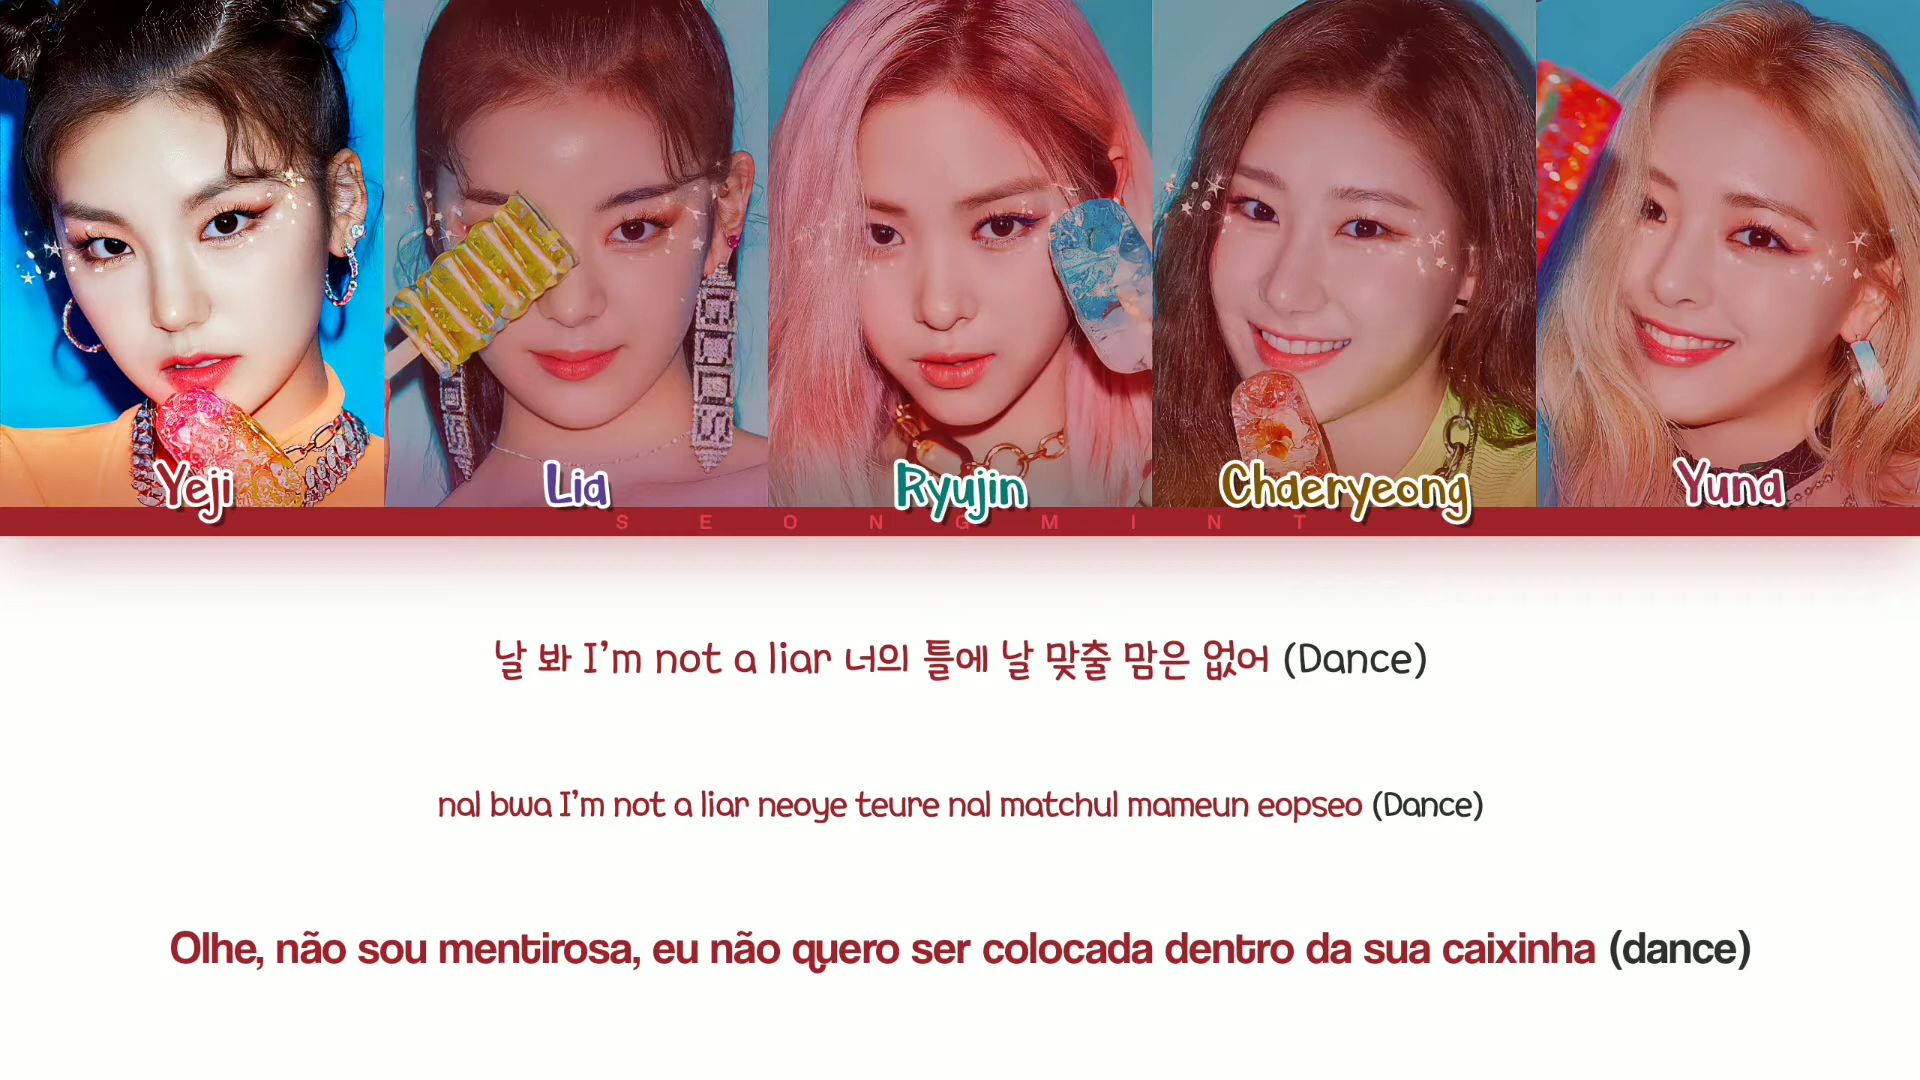 Yeji Lia Ryujin Chaeryeong Yuna
SEONGMINT
날 봐 I'm not a liar 너의 틀에 날 맞출 맘은 없어 (Dance)
nal bwa I'm not a liar neoye teure nal matchul mameun eopseo (Dance)
Olhe, não sou mentirosa, eu não quero ser colocada dentro da sua caixinha (dance)